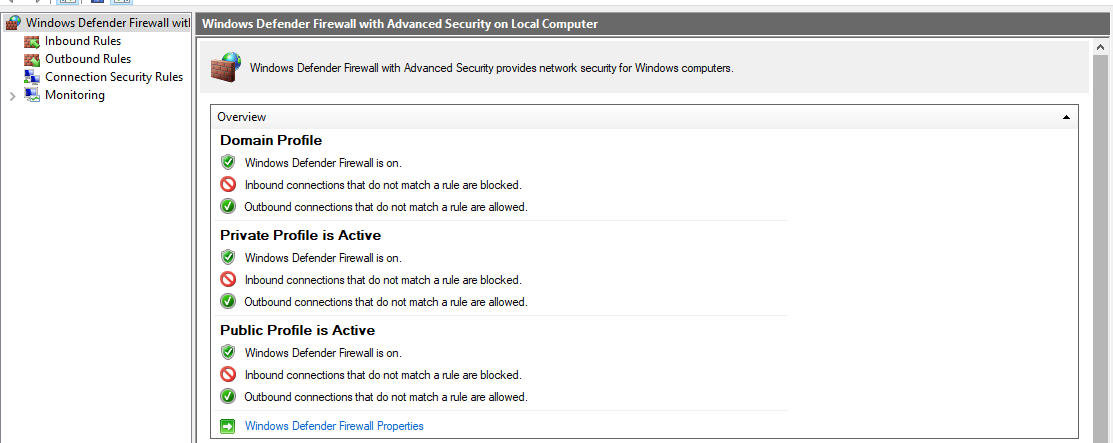 Windows Defender Firewall wit
Inbound Rules
Outbound Rules
Connection Security Rules
Monitoring
Windows Defender Firewall with Advanced Security on Local Computer
Windows Defender Firewall with Advanced Security provides network security for Windows computers.
Overview
Domain Profile
Windows Defender Firewall is on.
Inbound connections that do not match a rule are blocked.
Outbound connections that do not match a rule are allowed.
Private Profile is Active
Windows Defender Firewall is on.
Inbound connections that do not match a rule are blocked.
Outbound connections that do not match a rule are allowed.
Public Profile is Active
Windows Defender Firewall is on.
Inbound connections that do not match a rule are blocked.
Outbound connections that do not match a rule are allowed.
Windows Defender Firewall Properties